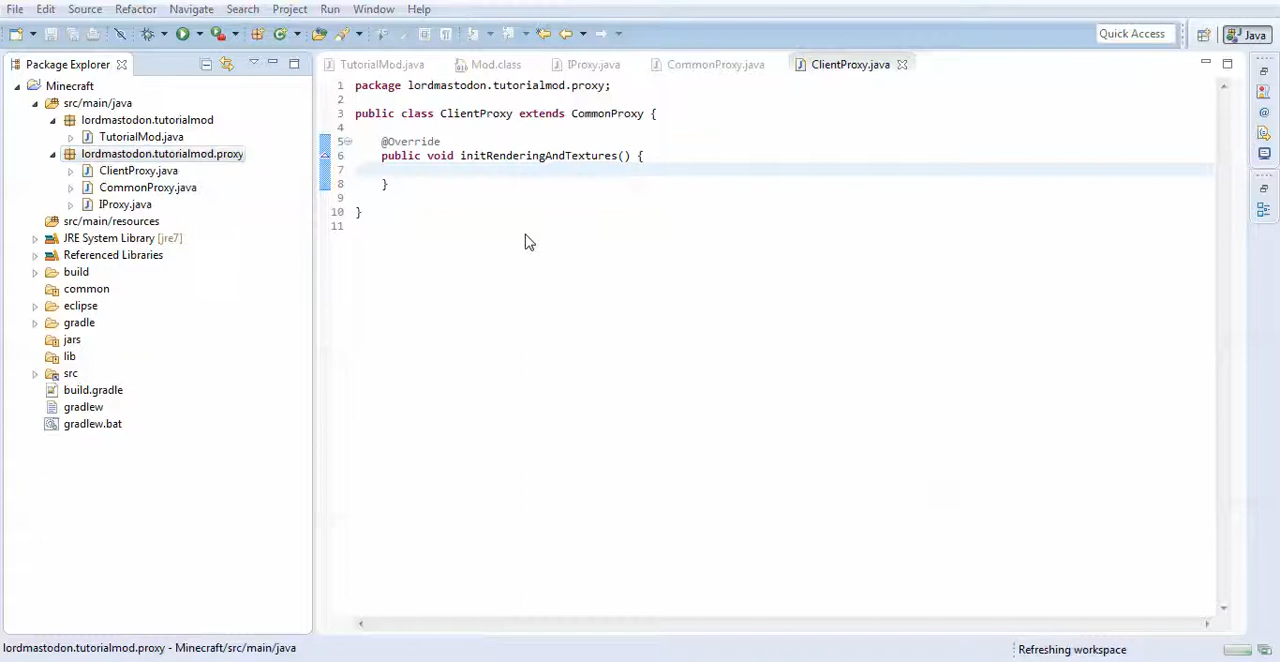 File Edit Source Refactor Navigate Search Project Run Window Help
Quick Access
Java
Package Explorer
Minecraft
src/main/java
lordmastodon.tutorialmod
TutorialMod.java
lordmastodon.tutorialmod.proxy
ClientProxy.java
CommonProxy.java
IProxy.java
src/main/resources
JRE System Library [jre7]
Referenced Libraries
build
common
eclipse
gradle
jars
lib
src
build.gradle
gradlew
gradlew.bat
TutorialMod.java Mod.class IProxy.java CommonProxy.java ClientProxy.java
1 package lordmastodon.tutorialmod.proxy;
2
3 public class ClientProxy extends CommonProxy {
4
5 @Override
6 public void initRenderingAndTextures() {
7
8 }
9
10 }
11
lordmastodon.tutorialmod.proxy - Minecraft/src/main/java
Refreshing workspace